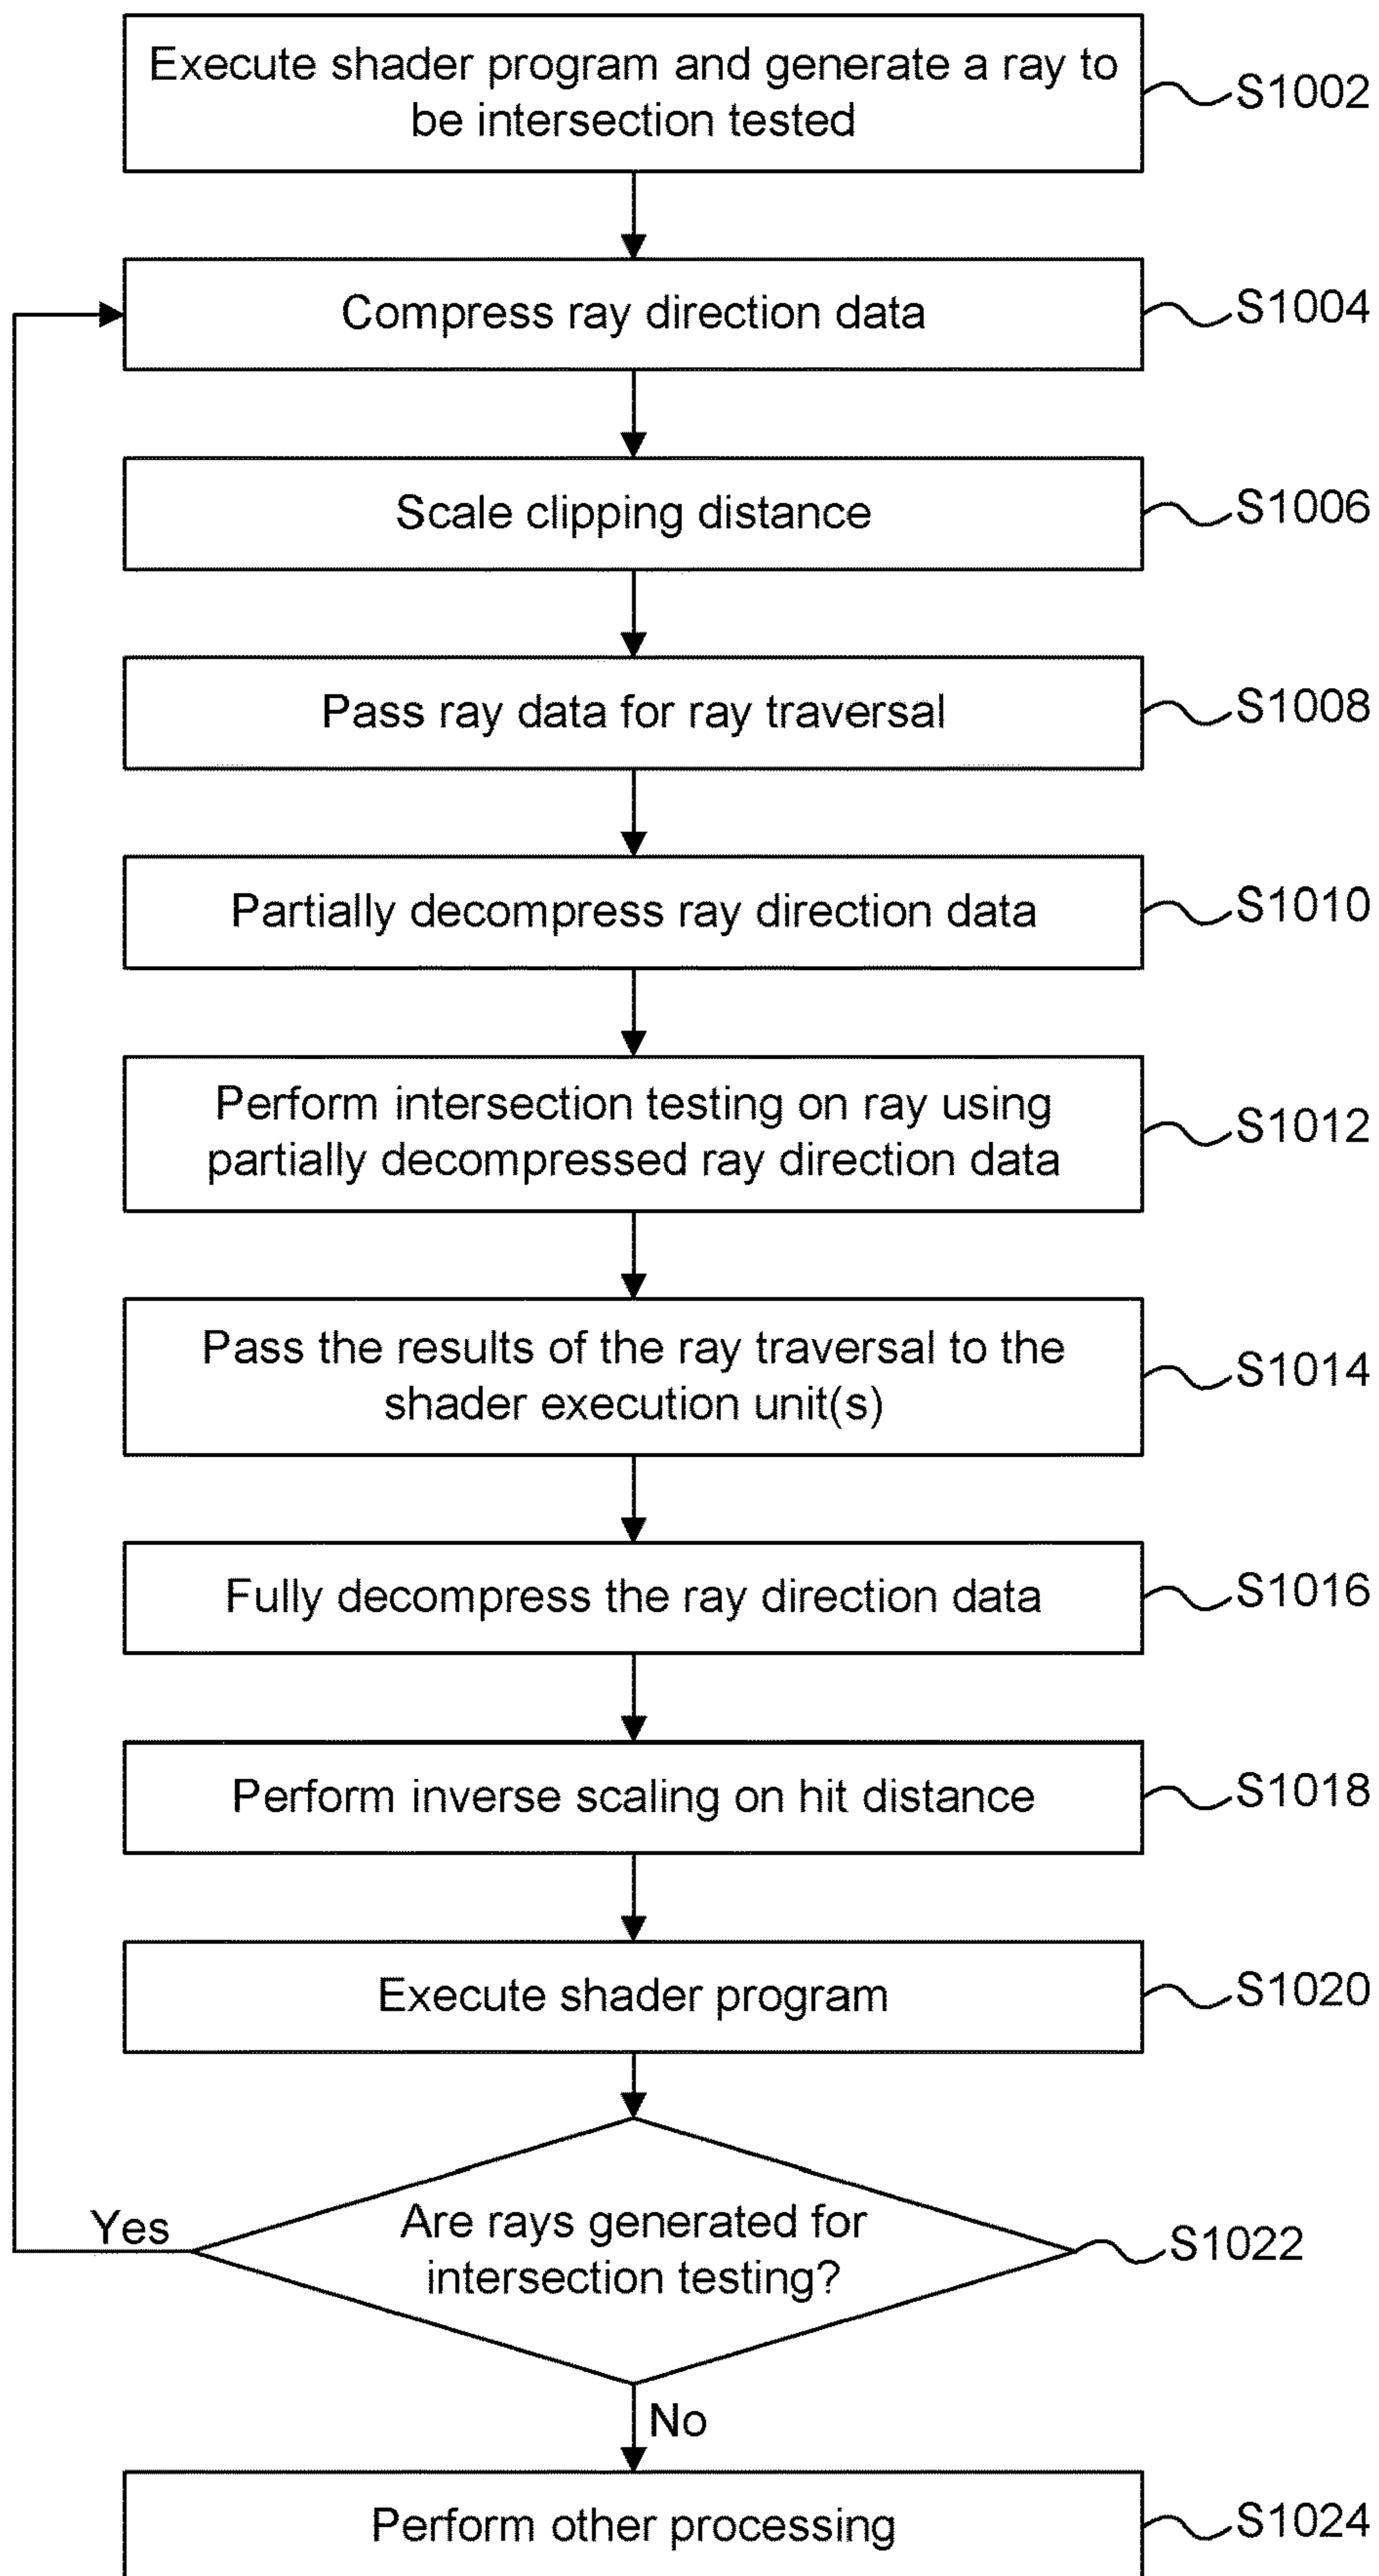 Execute shader program and generate a ray to
be intersection tested
S1002
Compress ray direction data
S1004
Scale clipping distance
S1006
Pass ray data for ray traversal
S1008
Partially decompress ray direction data
S1010
Perform intersection testing on ray using
partially decompressed ray direction data
S1012
Pass the results of the ray traversal to the
shader execution unit(s)
S1014
Fully decompress the ray direction data
S1016
Perform inverse scaling on hit distance
S1018
Execute shader program
S1020
Yes
Are rays generated for
intersection testing?
S1022
No
Perform other processing
S1024